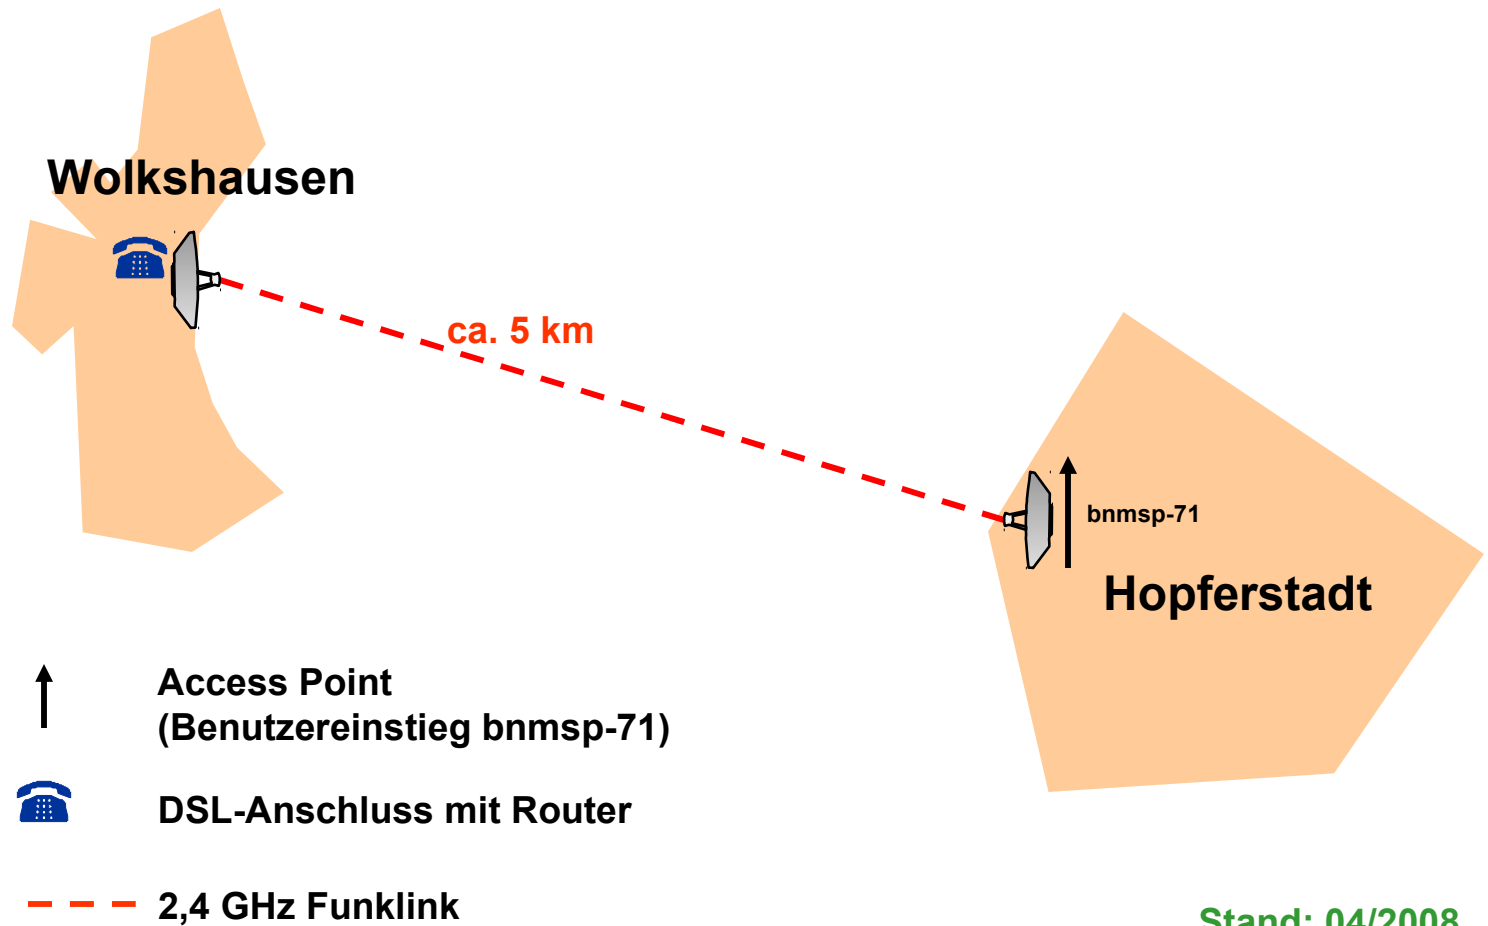 Wolkshausen
ca. 5 km
bnmsp-71
Hopferstadt
Access Point
(Benutzereinstieg bnmsp-71)
DSL-Anschluss mit Router
2,4 GHz Funklink
Stand: 04/2008